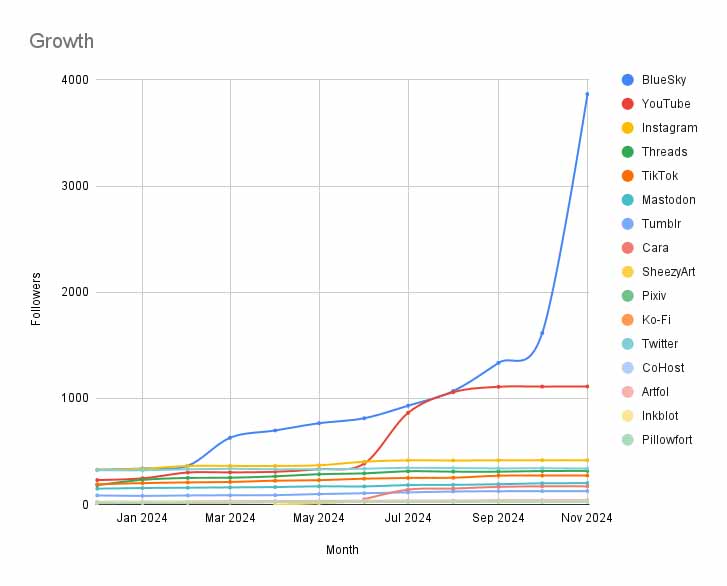 Growth
4000
3000
2000
1000
0
Followers
Jan 2024 Mar 2024 May 2024 Jul 2024 Sep 2024 Nov 2024
Month
BlueSky
YouTube
Instagram
Threads
TikTok
Mastodon
Tumblr
Cara
SheezyArt
Pixiv
Ko-Fi
Twitter
CoHost
Artfol
Inkblot
Pillowfort